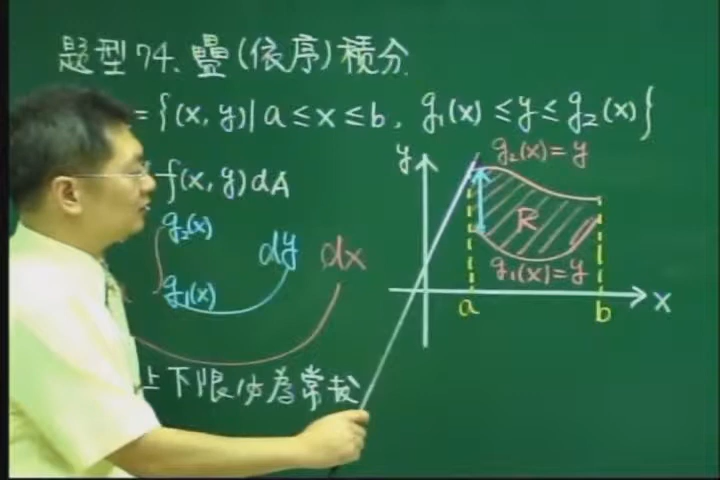 題型74、疊(依序)積分
={(x,y)| a≤x≤b, g₁(x)≤y≤g₂(x)}
f(x,y)dA
g₂(x)
g₁(x)
dy dx
上下限必為常數
y
g₂(x)=y
R
g₁(x)=y
a
b
x